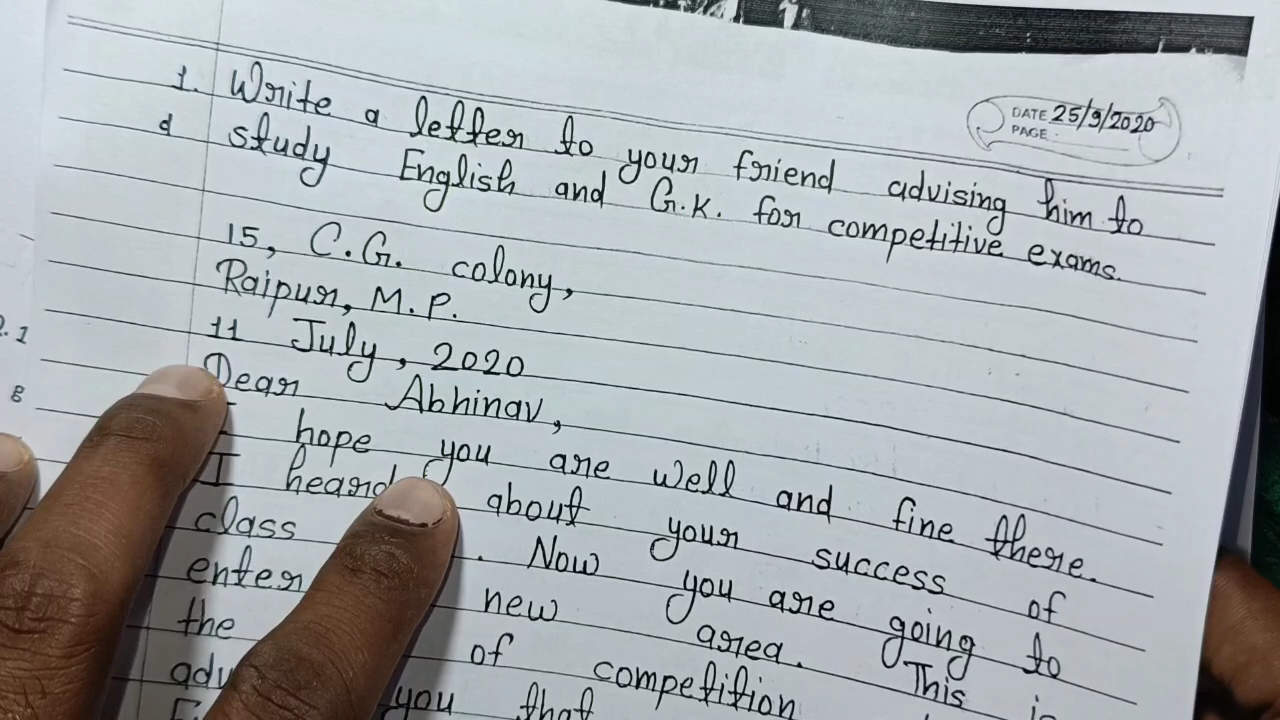 DATE 25/9/2020
PAGE
1. Write a letter to your friend advising him to
d study English and G.K. for competitive exams.
15, C.G. colony,
Raipur, M.P.
11 July, 2020
Dear Abhinav,
I hope you are well and fine there.
I heard about your success of
class . Now you are going to
enter new area. This is
the of competition
you that